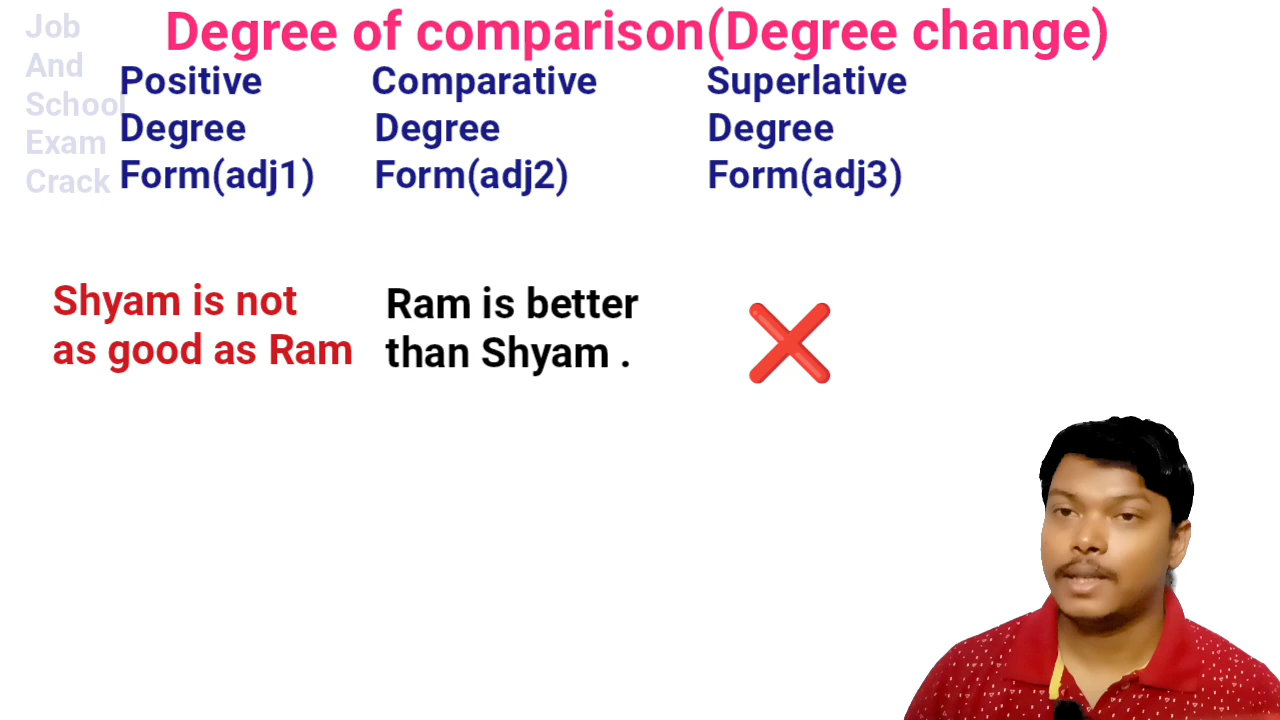 Degree of comparison(Degree change)
Job
And
School
Exam
Crack
Positive
Degree
Form(adj1)
Comparative
Degree
Form(adj2)
Superlative
Degree
Form(adj3)
Shyam is not
as good as Ram
Ram is better
than Shyam .